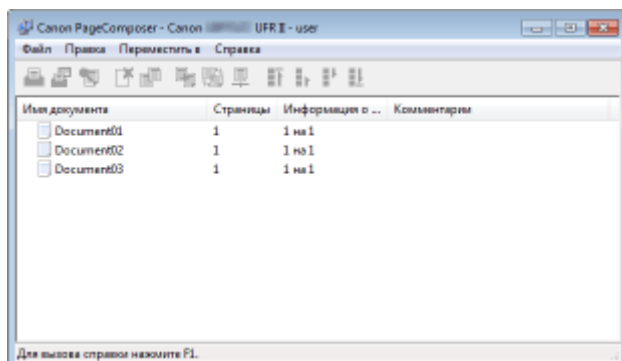 Canon PageComposer - Canon UFR II - user
Файл Правка Переместить в Справка
Имя документа Страницы Информация о ... Комментарии
Document01 1 1 на 1
Document02 1 1 на 1
Document03 1 1 на 1
Для вызова справки нажмите F1.